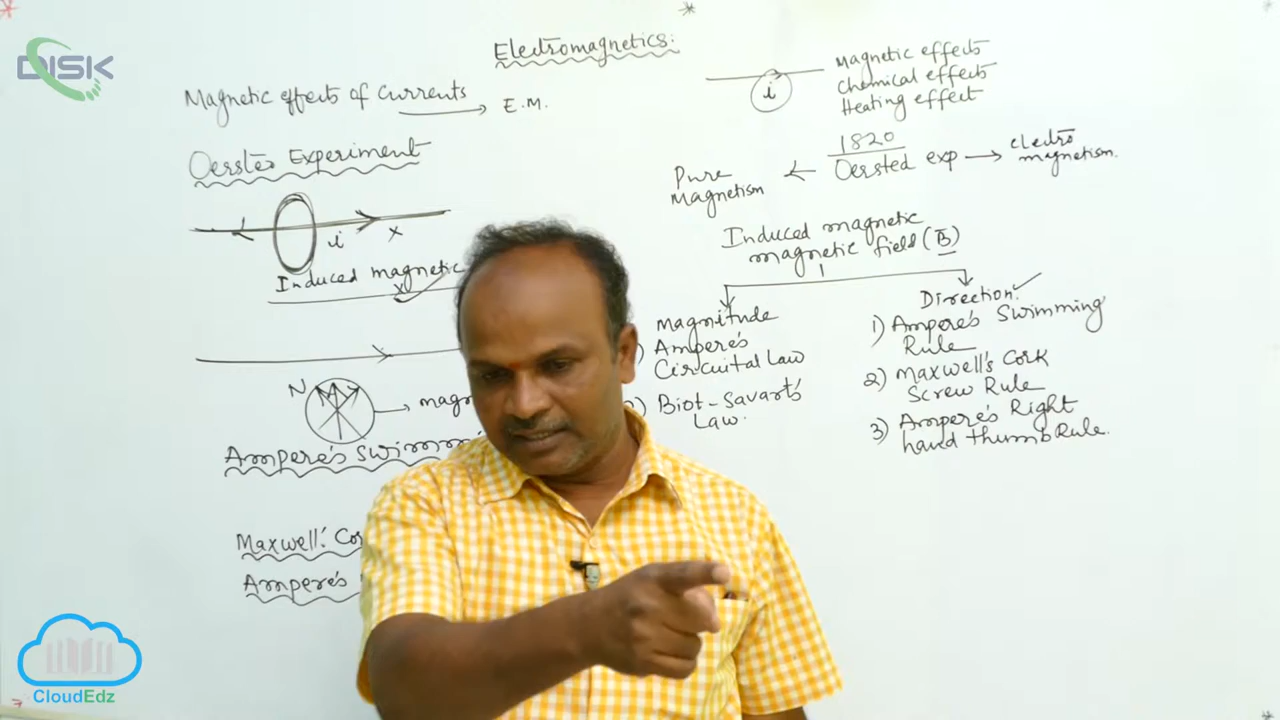 DISK
Electromagnetics:
Magnetic effects of Currents → E.M.
Oerster Experiment
i
x
Induced magnetic
N
Ampere's
Maxwell's
Ampere's
i
Magnetic effects
Chemical effects
Heating effect
1820
Pure Magnetism ← Oersted exp → electro magnetism.
Induced magnetic
magnetic field (B)
Magnitude
Ampere's
Circuital Law
Biot-Savart's
Law.
Direction:
1) Ampere's Swimming
Rule
2) Maxwell's Cork
Screw Rule
3) Ampere's Right
hand thumb Rule.
CloudEdz